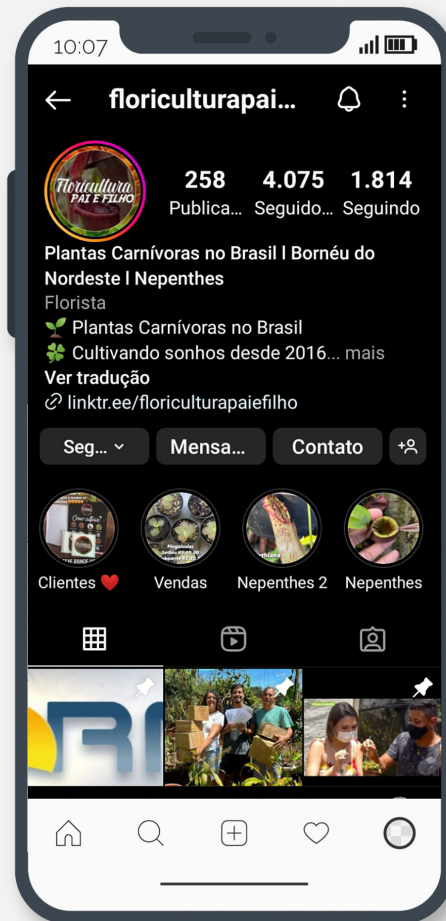 10:07
floriculturapai...
Floricultura
PAI E FILHO
258 4.075 1.814
Publica... Seguido... Seguindo
Plantas Carnívoras no Brasil l Bornéu do
Nordeste l Nepenthes
Florista
Plantas Carnívoras no Brasil
Cultivando sonhos desde 2016... mais
Ver tradução
linktr.ee/floriculturapaiefilho
Seg... Mensa... Contato
Como cultivar?
Clientes Vendas Nepenthes 2 Nepenthes